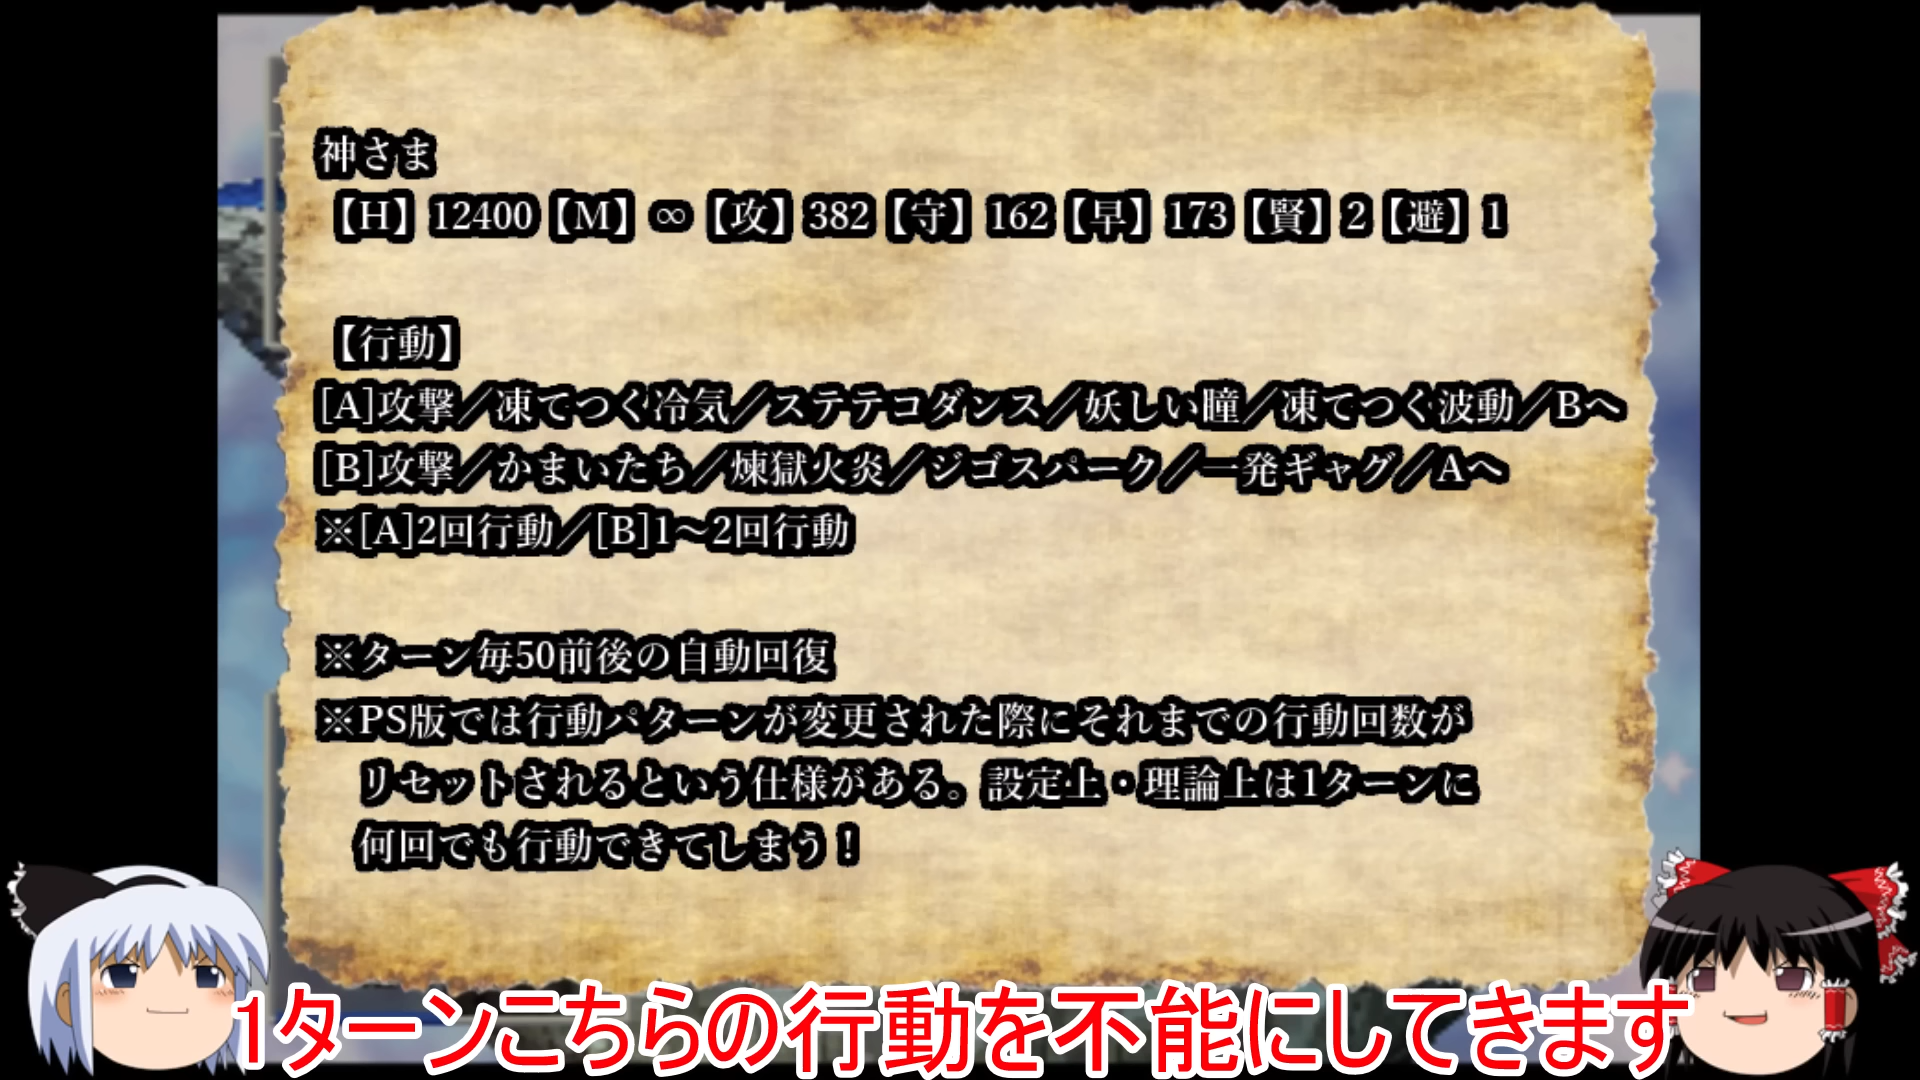 神さま
【H】12400【M】∞【攻】382【守】162【早】173【賢】2【避】1
【行動】
[A]攻撃／凍てつく冷気／ステテコダンス／妖しい瞳／凍てつく波動／Bへ
[B]攻撃／かまいたち／煉獄火炎／ジゴスパーク／一発ギャグ／Aへ
※[A]2回行動／[B]1～2回行動
※ターン毎50前後の自動回復
※PS版では行動パターンが変更された際にそれまでの行動回数が
リセットされるという仕様がある。設定上・理論上は1ターンに
何回でも行動できてしまう！
1ターンこちらの行動を不能にしてきます